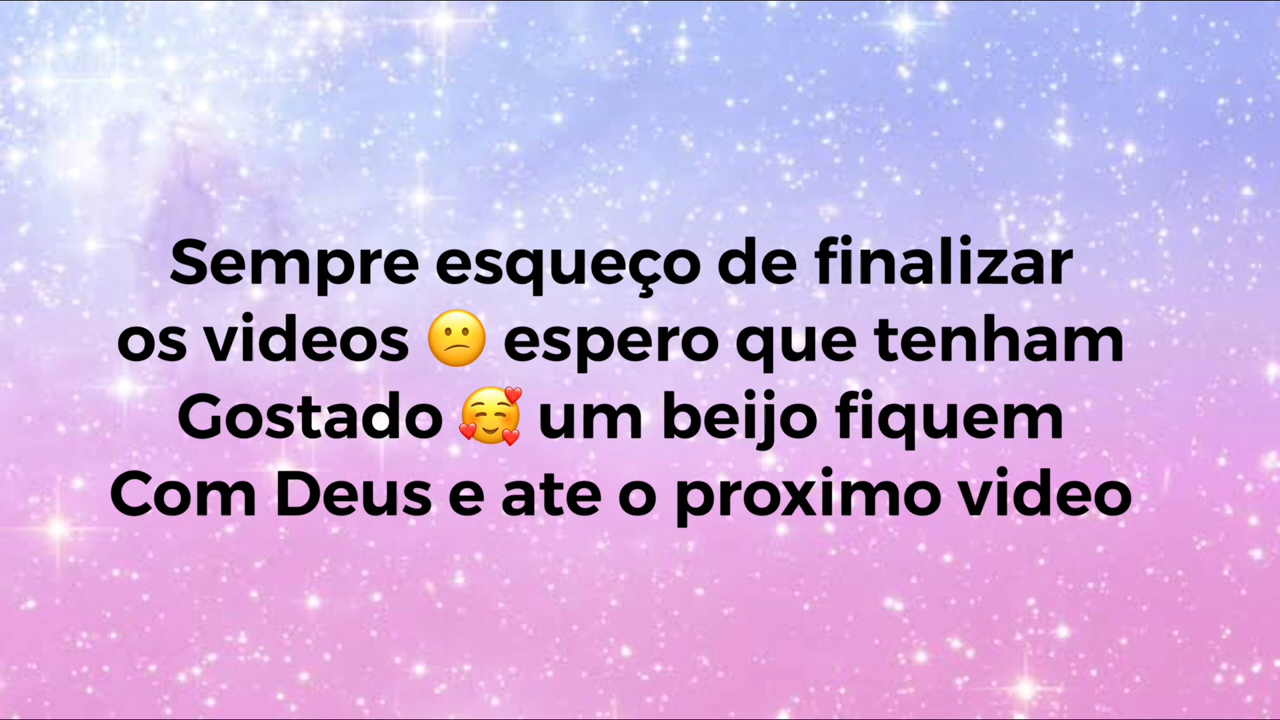 Sempre esqueço de finalizar
os videos 😕 espero que tenham
Gostado 🥰 um beijo fiquem
Com Deus e ate o proximo video